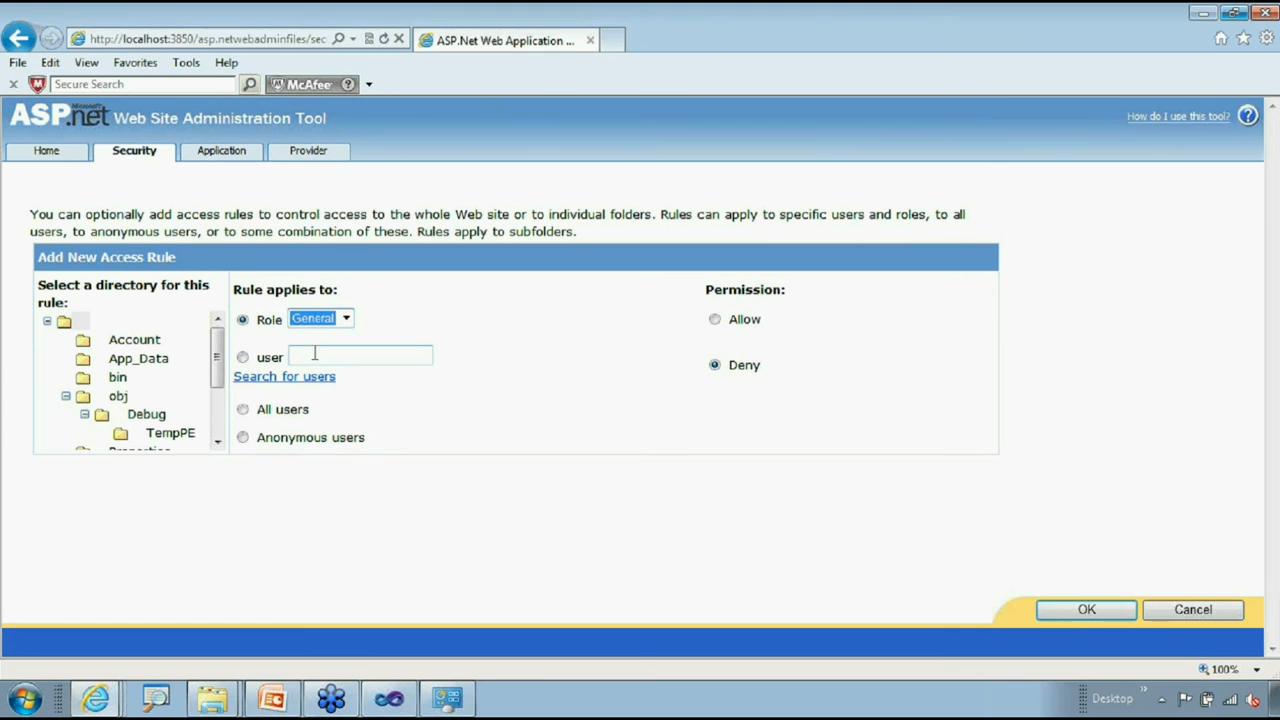 http://localhost:3850/asp.netwebadminfiles/sec
ASP.Net Web Application ...
File Edit View Favorites Tools Help
Secure Search
McAfee
Microsoft
ASP.net Web Site Administration Tool
How do I use this tool?
Home Security Application Provider
You can optionally add access rules to control access to the whole Web site or to individual folders. Rules can apply to specific users and roles, to all
users, to anonymous users, or to some combination of these. Rules apply to subfolders.
Add New Access Rule
Select a directory for this
rule:
Account
App_Data
bin
obj
Debug
TempPE
Properties
Rule applies to:
Role General
user
Search for users
All users
Anonymous users
Permission:
Allow
Deny
OK Cancel
100%
Desktop